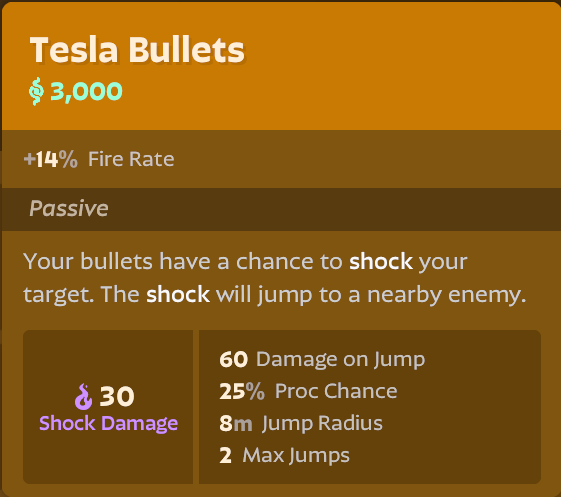 Tesla Bullets
3,000
+14% Fire Rate
Passive
Your bullets have a chance to shock your
target. The shock will jump to a nearby enemy.
30
Shock Damage
60 Damage on Jump
25% Proc Chance
8m Jump Radius
2 Max Jumps